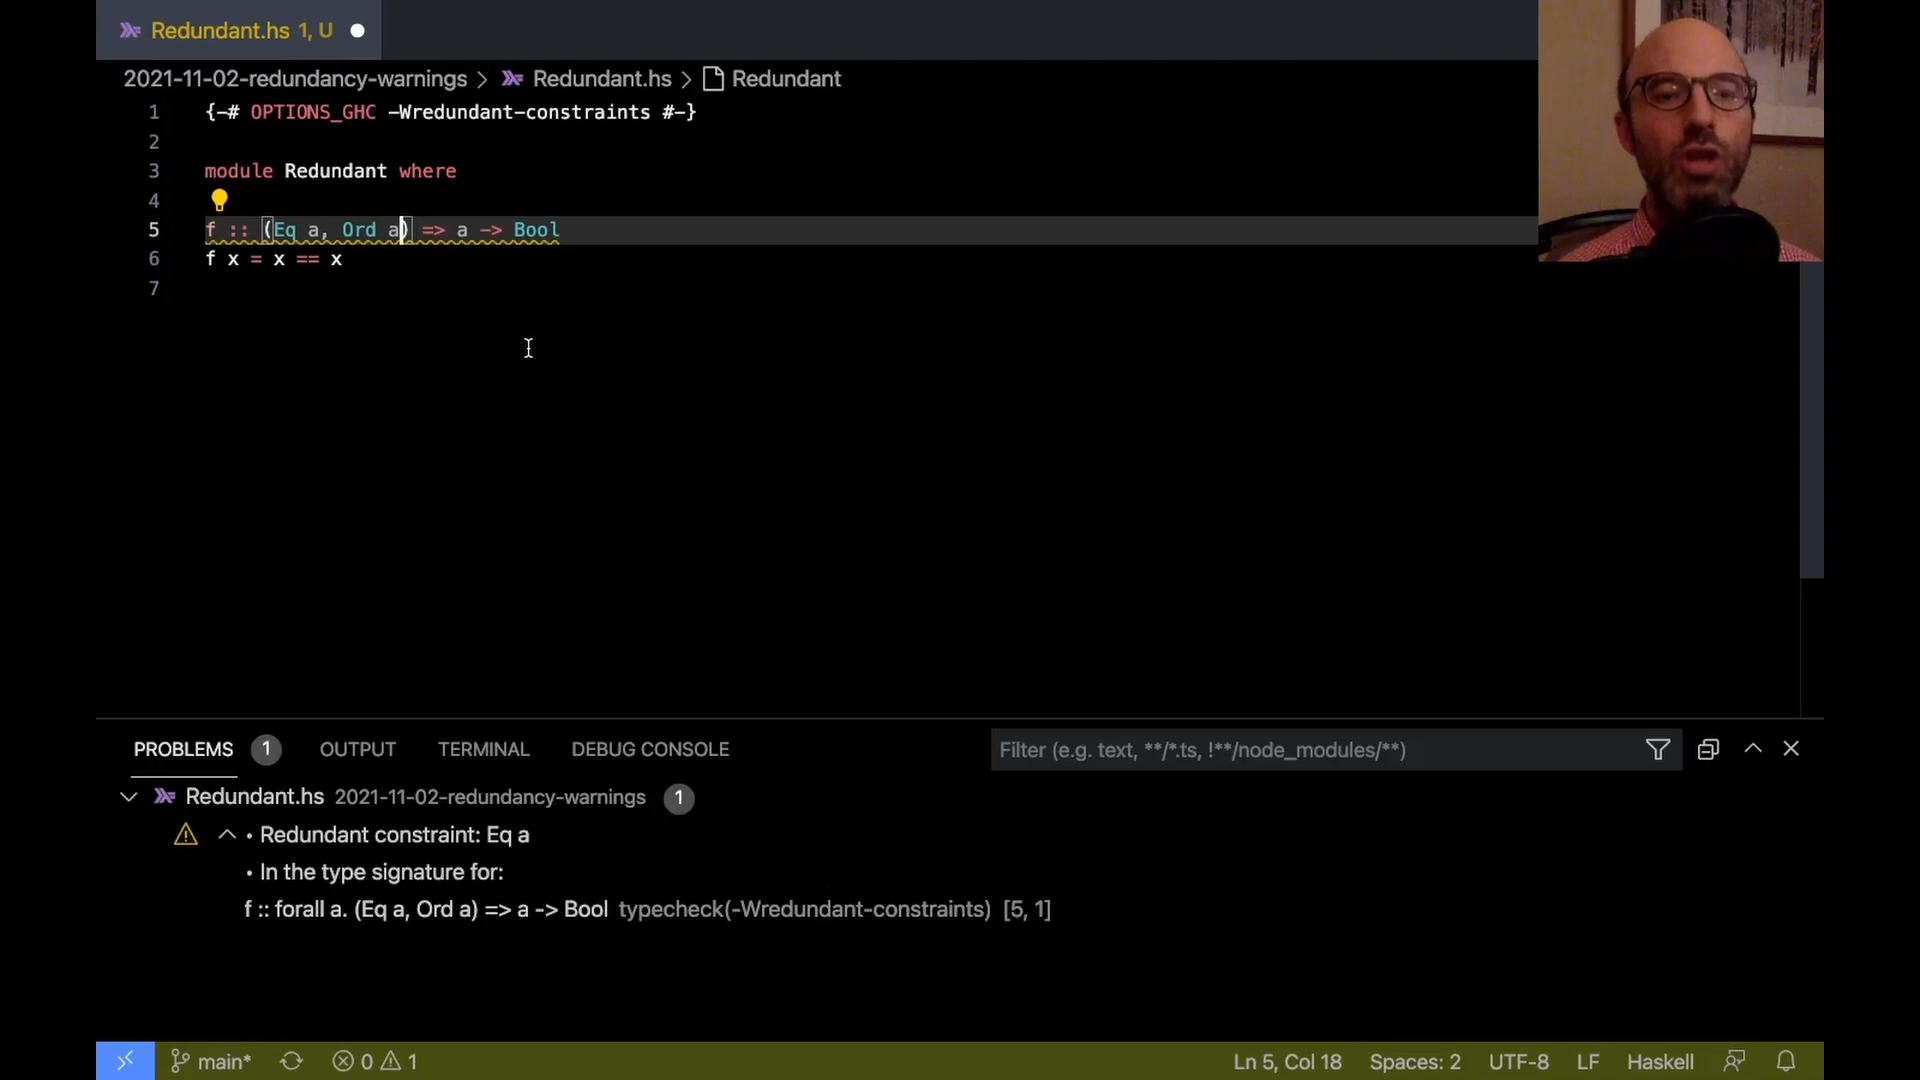 Redundant.hs 1, U
2021-11-02-redundancy-warnings > Redundant.hs > Redundant
1 {-# OPTIONS_GHC -Wredundant-constraints #-}
2
3 module Redundant where
4
5 f :: (Eq a, Ord a) => a -> Bool
6 f x = x == x
7
PROBLEMS 1 OUTPUT TERMINAL DEBUG CONSOLE Filter (e.g. text, **/*.ts, !**/node_modules/**)
Redundant.hs 2021-11-02-redundancy-warnings 1
• Redundant constraint: Eq a
• In the type signature for:
f :: forall a. (Eq a, Ord a) => a -> Bool typecheck(-Wredundant-constraints) [5, 1]
main* 0 1 Ln 5, Col 18 Spaces: 2 UTF-8 LF Haskell